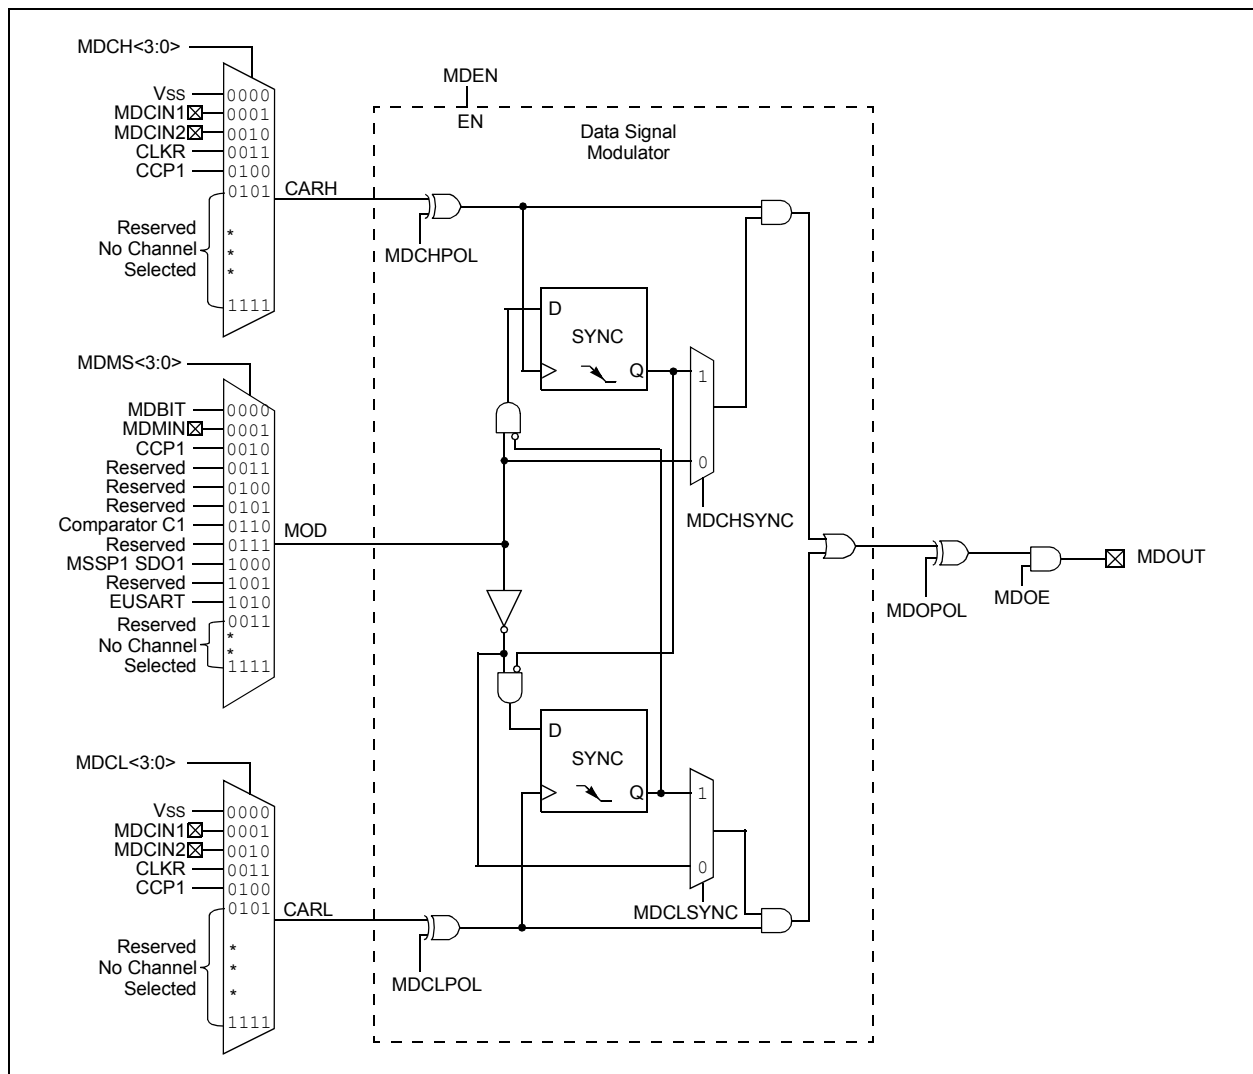 MDCH<3:0>
VSS
0000
MDCIN1
0001
MDCIN2
0010
CLKR
0011
CCP1
0100
0101
Reserved
No Channel
Selected
*
*
*
1111
CARH
MDCHPOL
MDEN
EN
Data Signal
Modulator
D
SYNC
Q
1
0
MDCHSYNC
MDMS<3:0>
MDBIT
0000
MDMIN
0001
CCP1
0010
Reserved
0011
Reserved
0100
Reserved
0101
Comparator C1
0110
Reserved
0111
MSSP1 SDO1
1000
Reserved
1001
EUSART
1010
0011
Reserved
No Channel
Selected
*
*
1111
MOD
MDOPOL
MDOE
MDOUT
D
SYNC
Q
1
0
MDCLSYNC
MDCL<3:0>
VSS
0000
MDCIN1
0001
MDCIN2
0010
CLKR
0011
CCP1
0100
0101
Reserved
No Channel
Selected
*
*
*
1111
CARL
MDCLPOL